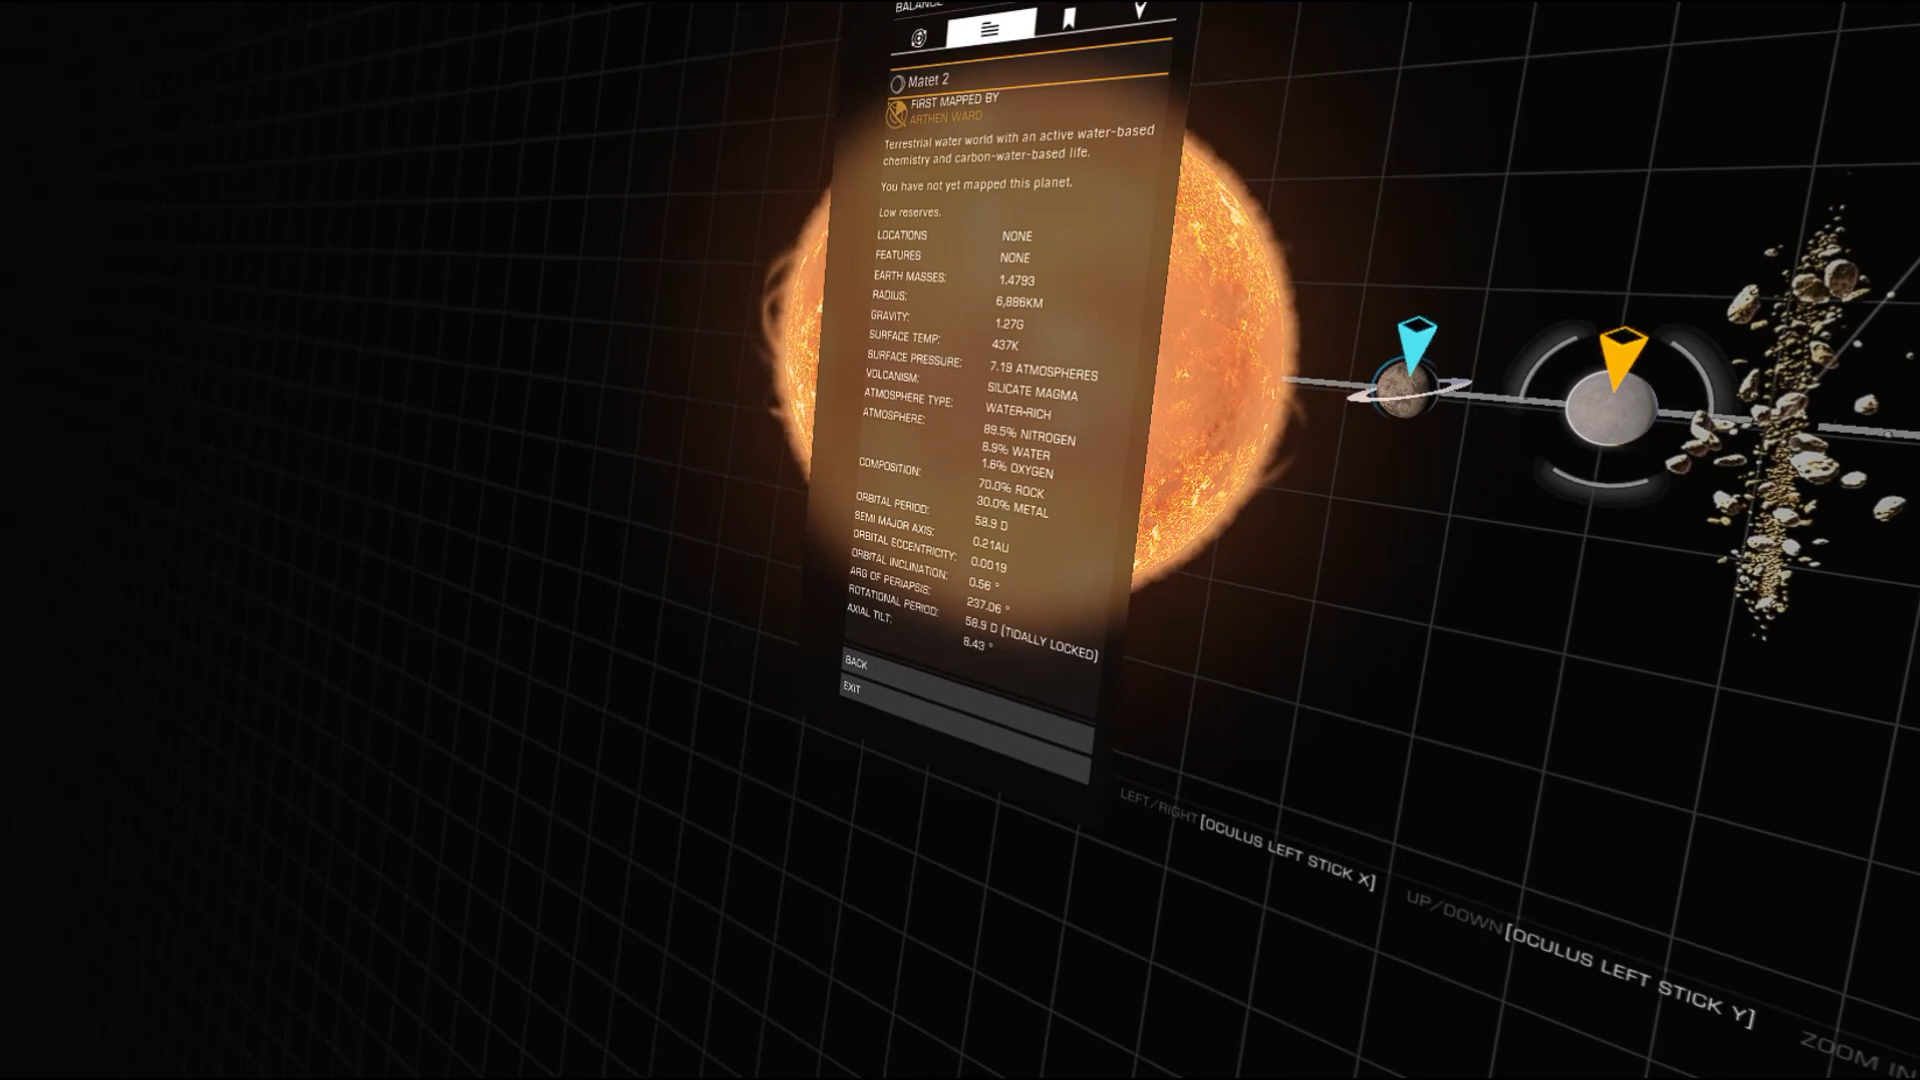 BALANCE
Matet 2
FIRST MAPPED BY
ARTHEN WARD
Terrestrial water world with an active water-based
chemistry and carbon-water-based life.
You have not yet mapped this planet.
Low reserves.
LOCATIONS NONE
FEATURES NONE
EARTH MASSES: 1.4793
RADIUS: 6,886KM
GRAVITY: 1.27G
SURFACE TEMP: 437K
SURFACE PRESSURE: 7.19 ATMOSPHERES
VOLCANISM: SILICATE MAGMA
ATMOSPHERE TYPE: WATER-RICH
ATMOSPHERE: 89.5% NITROGEN
8.9% WATER
1.6% OXYGEN
COMPOSITION: 70.0% ROCK
30.0% METAL
ORBITAL PERIOD: 58.9 D
SEMI MAJOR AXIS: 0.21AU
ORBITAL ECCENTRICITY: 0.0019
ORBITAL INCLINATION: 0.56 °
ARG OF PERIAPSIS: 237.06 °
ROTATIONAL PERIOD: 58.9 D (TIDALLY LOCKED)
AXIAL TILT: 8.43 °
BACK
EXIT
LEFT/RIGHT [OCULUS LEFT STICK X]
UP/DOWN [OCULUS LEFT STICK Y]
ZOOM IN